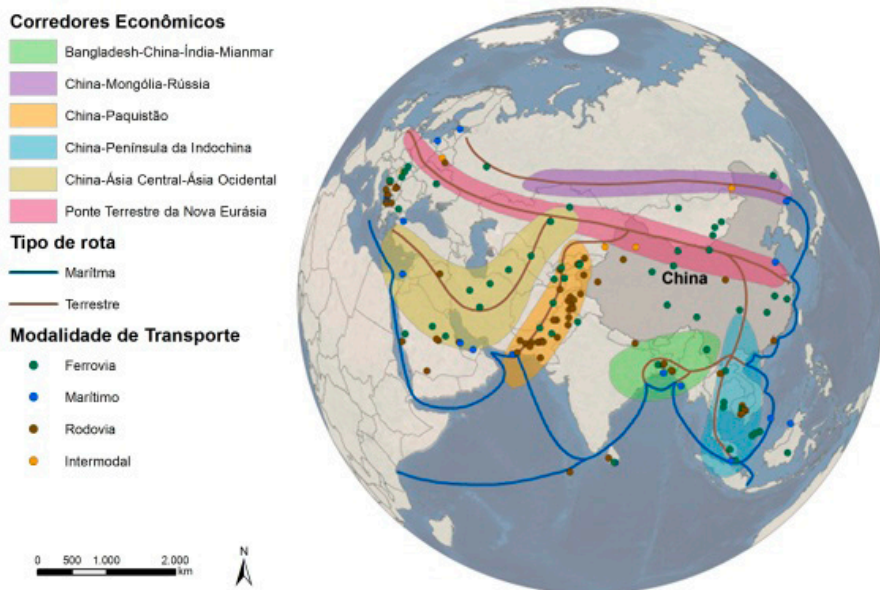 Corredores Econômicos
Bangladesh-China-Índia-Mianmar
China-Mongólia-Rússia
China-Paquistão
China-Península da Indochina
China-Ásia Central-Ásia Ocidental
Ponte Terrestre da Nova Eurásia
Tipo de rota
Marítma
Terrestre
Modalidade de Transporte
Ferrovia
Marítimo
Rodovia
Intermodal
0 500 1.000 2.000
km
N
China